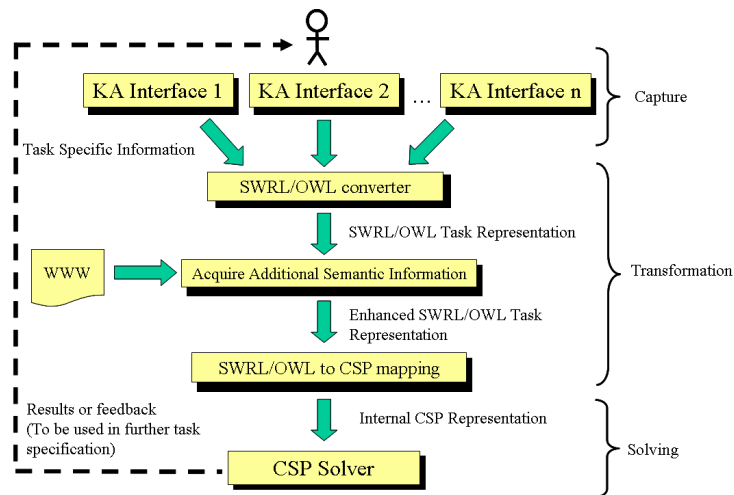 KA Interface 1
KA Interface 2
...
KA Interface n
Capture
Task Specific Information
SWRL/OWL converter
SWRL/OWL Task Representation
WWW
Acquire Additional Semantic Information
Transformation
Enhanced SWRL/OWL Task
Representation
SWRL/OWL to CSP mapping
Results or feedback
(To be used in further task
specification)
Internal CSP Representation
Solving
CSP Solver